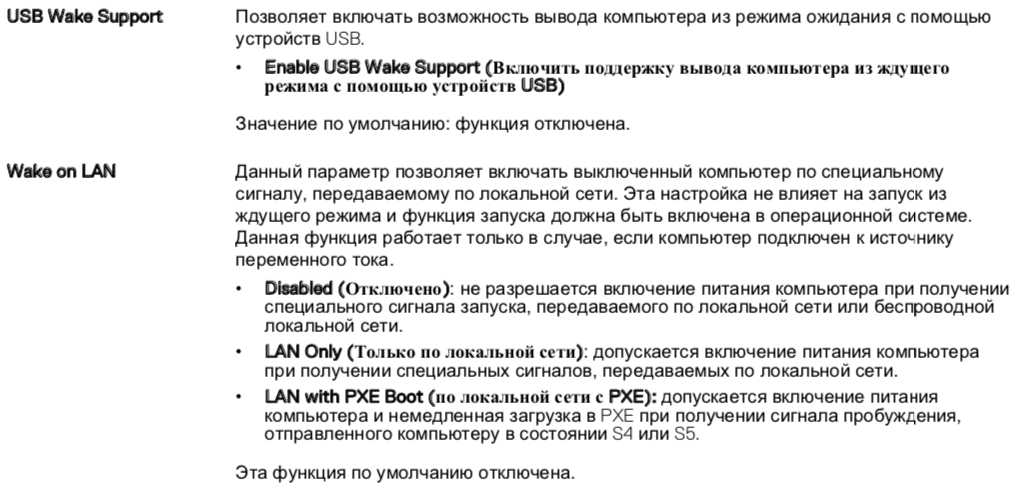 USB Wake Support
Позволяет включать возможность вывода компьютера из режима ожидания с помощью
устройств USB.
• Enable USB Wake Support (Включить поддержку вывода компьютера из ждущего
режима с помощью устройств USB)
Значение по умолчанию: функция отключена.
Wake on LAN
Данный параметр позволяет включать выключенный компьютер по специальному
сигналу, передаваемому по локальной сети. Эта настройка не влияет на запуск из
ждущего режима и функция запуска должна быть включена в операционной системе.
Данная функция работает только в случае, если компьютер подключен к источнику
переменного тока.
• Disabled (Отключено): не разрешается включение питания компьютера при получении
специального сигнала запуска, передаваемого по локальной сети или беспроводной
локальной сети.
• LAN Only (Только по локальной сети): допускается включение питания компьютера
при получении специальных сигналов, передаваемых по локальной сети.
• LAN with PXE Boot (по локальной сети с PXE): допускается включение питания
компьютера и немедленная загрузка в PXE при получении сигнала пробуждения,
отправленного компьютеру в состоянии S4 или S5.
Эта функция по умолчанию отключена.